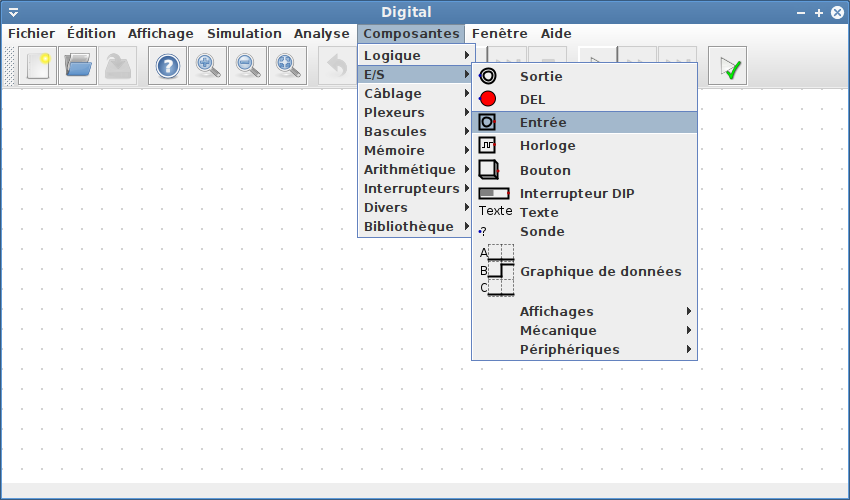 Digital
Fichier Édition Affichage Simulation Analyse Composantes Fenêtre Aide
Logique
E/S
Câblage
Plexeurs
Bascules
Mémoire
Arithmétique
Interrupteurs
Divers
Bibliothèque
Sortie
DEL
Entrée
Horloge
Bouton
Interrupteur DIP
Texte Texte
? Sonde
A
B Graphique de données
C
Affichages
Mécanique
Périphériques